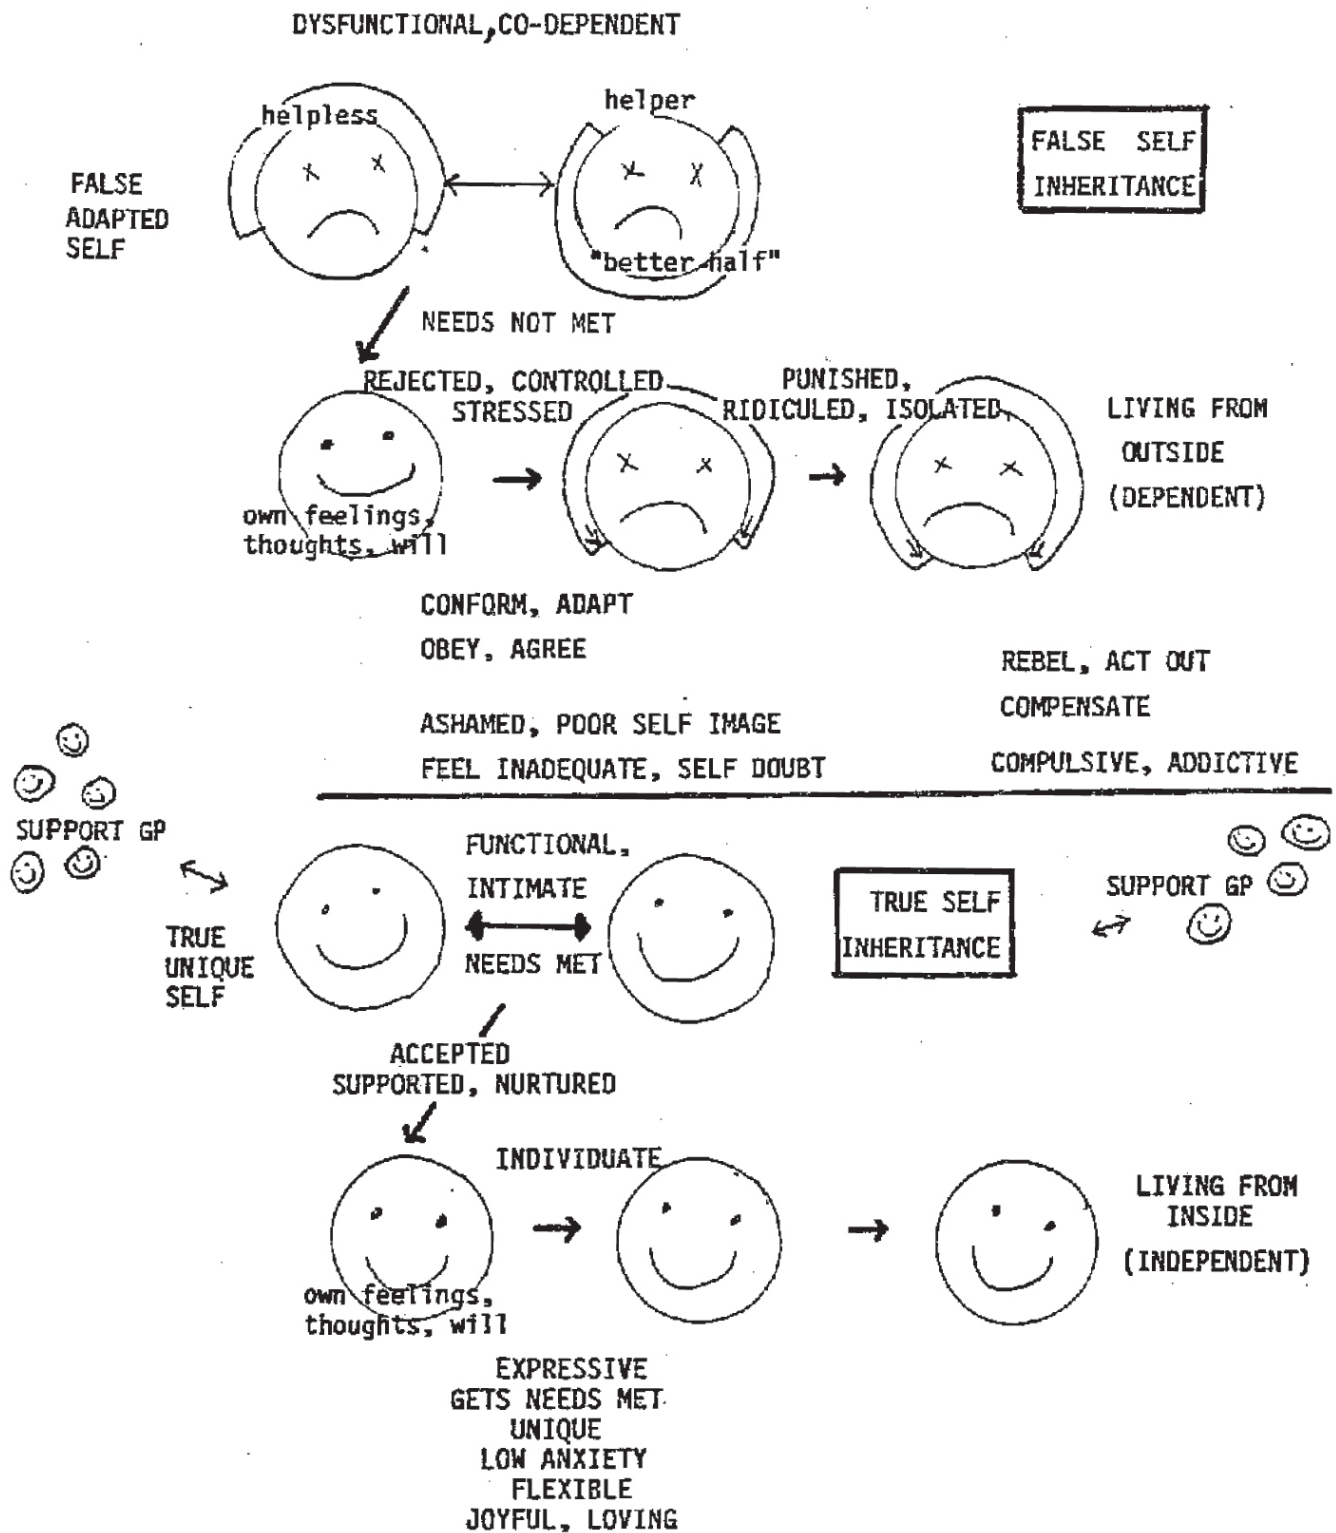 DYSFUNCTIONAL,CO-DEPENDENT
helpless
helper
FALSE
ADAPTED
SELF
"better-half"
FALSE SELF
INHERITANCE
NEEDS NOT MET
REJECTED, CONTROLLED
STRESSED
PUNISHED,
RIDICULED, ISOLATED,
LIVING FROM
OUTSIDE
(DEPENDENT)
own feelings,
thoughts, will
CONFORM, ADAPT
OBEY, AGREE
ASHAMED, POOR SELF IMAGE
FEEL INADEQUATE, SELF DOUBT
REBEL, ACT OUT
COMPENSATE
COMPULSIVE, ADDICTIVE
SUPPORT GP
TRUE
UNIQUE
SELF
FUNCTIONAL,
INTIMATE
NEEDS MET
TRUE SELF
INHERITANCE
SUPPORT GP
ACCEPTED
SUPPORTED, NURTURED
INDIVIDUATE
own feelings,
thoughts, will
LIVING FROM
INSIDE
(INDEPENDENT)
EXPRESSIVE
GETS NEEDS MET
UNIQUE
LOW ANXIETY
FLEXIBLE
JOYFUL, LOVING